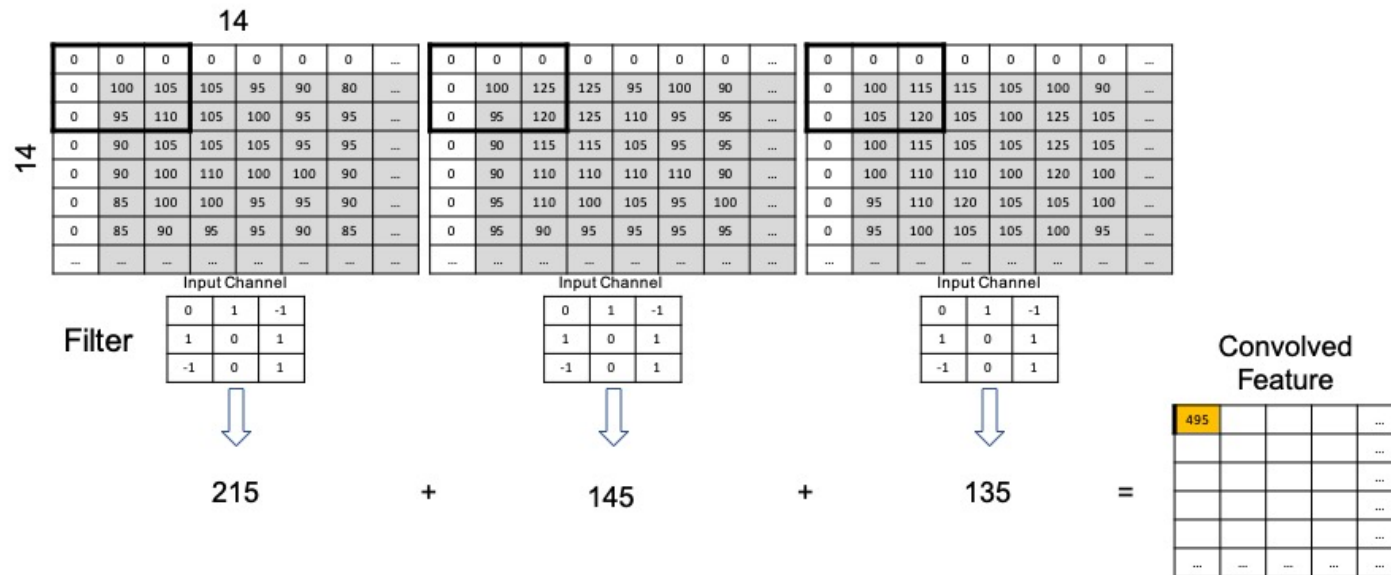 14
0 0 0 0 0 0 0 ... 0 0 0 0 0 0 0 ... 0 0 0 0 0 0 0 ...
0 100 105 105 95 90 80 ... 0 100 125 125 95 100 90 ... 0 100 115 115 105 100 90 ...
0 95 110 105 100 95 95 ... 0 95 120 125 110 95 95 ... 0 105 120 105 100 125 105 ...
14
0 90 105 105 105 95 95 ... 0 90 115 115 105 95 95 ... 0 100 115 105 105 125 105 ...
0 90 100 110 100 100 90 ... 0 90 110 110 110 110 90 ... 0 100 110 110 100 120 100 ...
0 85 100 100 95 95 90 ... 0 95 110 100 105 95 100 ... 0 95 110 120 105 105 100 ...
0 85 90 95 95 90 85 ... 0 95 90 95 95 95 95 ... 0 95 100 105 105 100 95 ...
... ... ... ... ... ... ... ... ... ... ... ... ... ... ... ... ... ... ... ... ... ... ... ...
Input Channel Input Channel Input Channel
Filter
0 1 -1 0 1 -1 0 1 -1
1 0 1 1 0 1 1 0 1
-1 0 1 -1 0 1 -1 0 1
215 + 145 + 135 =
Convolved
Feature
495 ...
...
...
...
...
... ... ... ... ...